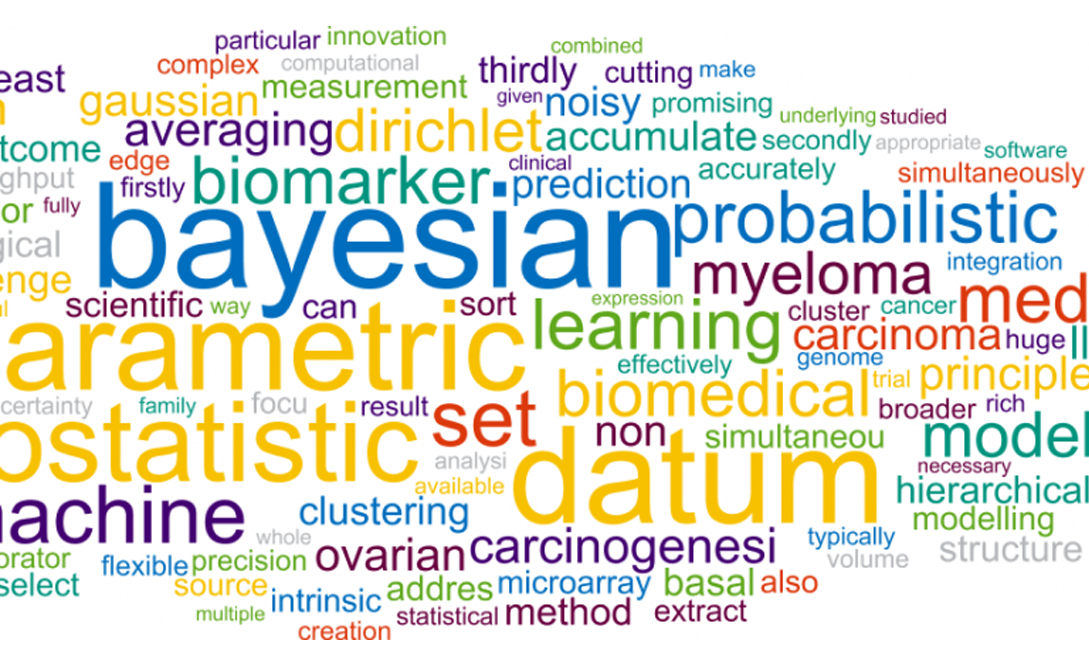 particular innovation combined
complex computational thirdly cutting make
east gaussian measurement given noisy promising underlying studied
averaging dirichlet accumulate secondly appropriate software
tcome edge clinical accurately simultaneously
ghput firstly biomarker prediction
or fully bayesian probabilistic
gical myeloma integration
enge scientific way can sort expression cluster cancer med
arametric learning carcinoma huge
effectively genome
certainty family focu result set biomedical trial principle
ostatistic non simultaneou broader rich model
analysi datum necessary
available hierarchical
machine clustering modelling
whole ovarian carcinogenesi typically structure
orator flexible precision volume
select source addres microarray basal also
multiple intrinsic statistical method extract
creation